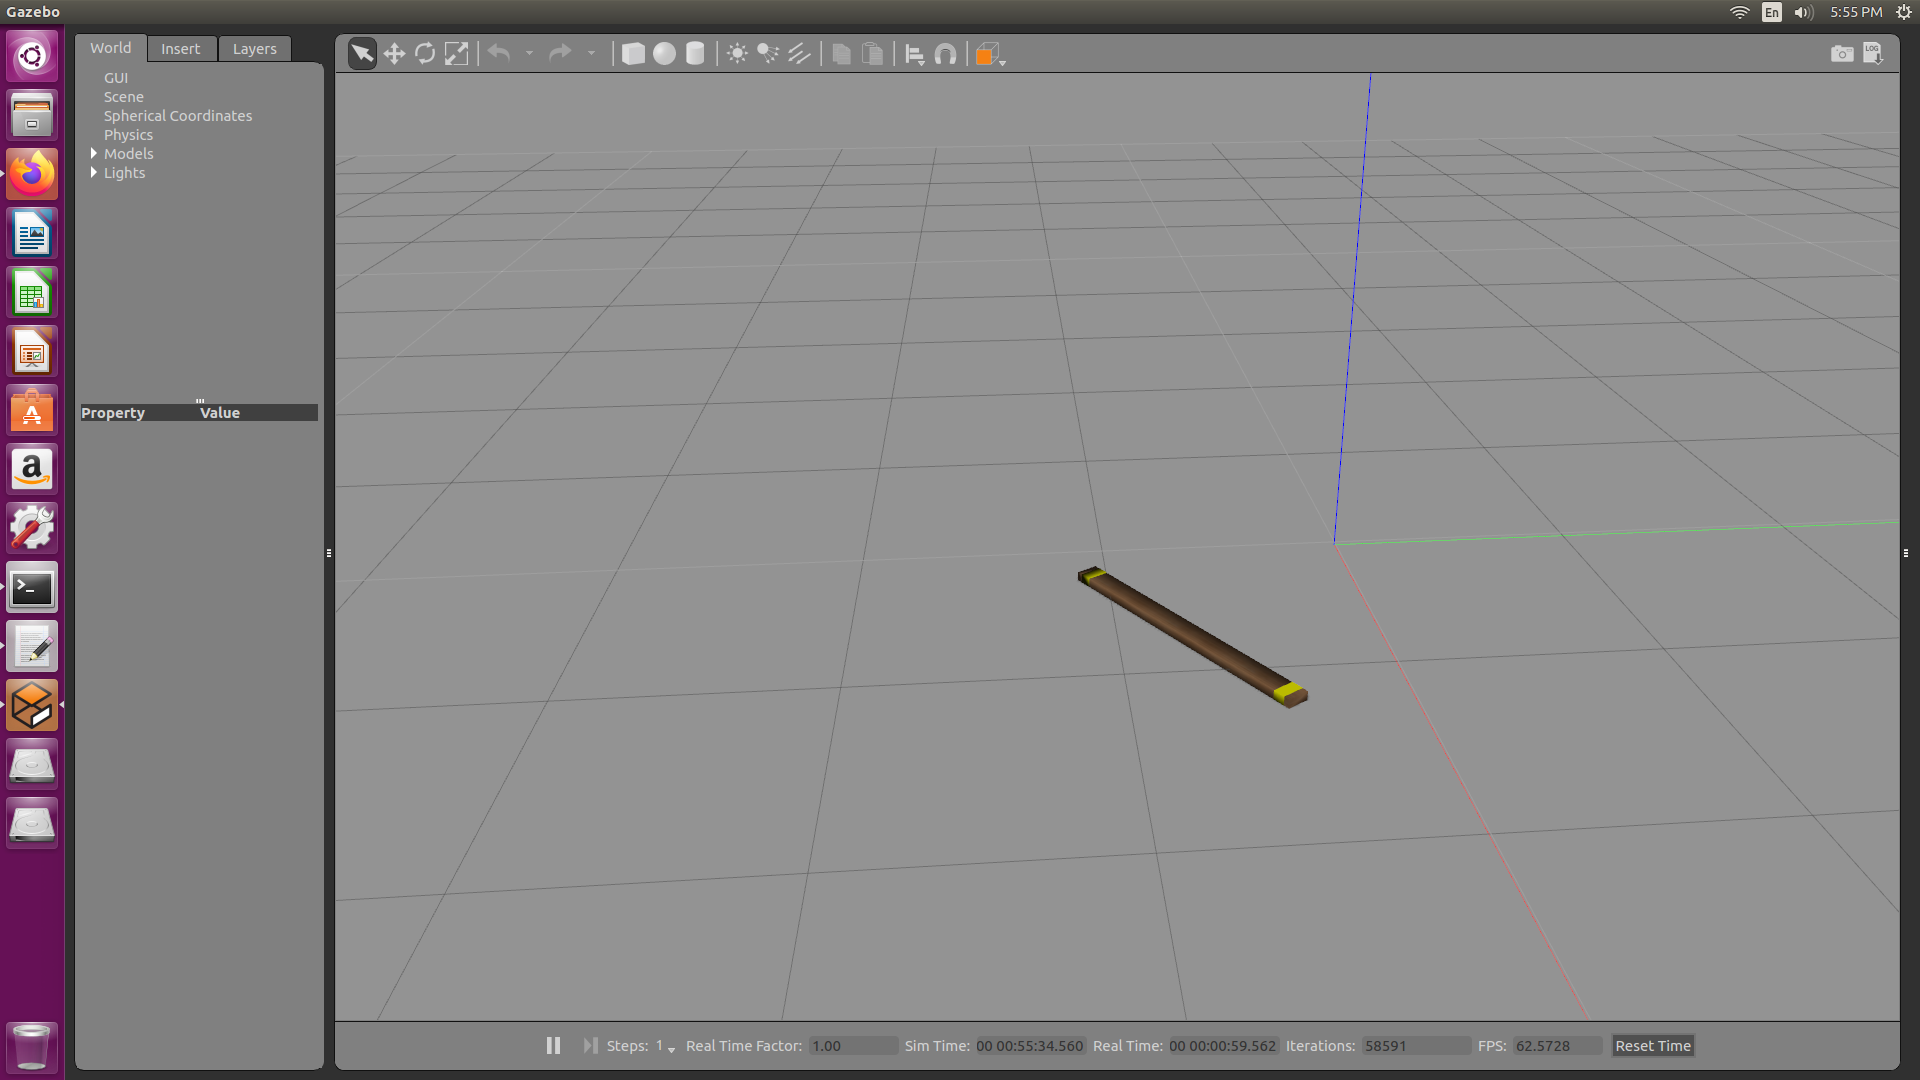 Gazebo
En
5:55 PM
World
Insert
Layers
GUI
Scene
Spherical Coordinates
Physics
Models
Lights
Property Value
LOG
Steps: 1
Real Time Factor: 1.00
Sim Time: 00 00:55:34.560
Real Time: 00 00:00:59.562
Iterations: 58591
FPS: 62.5728
Reset Time